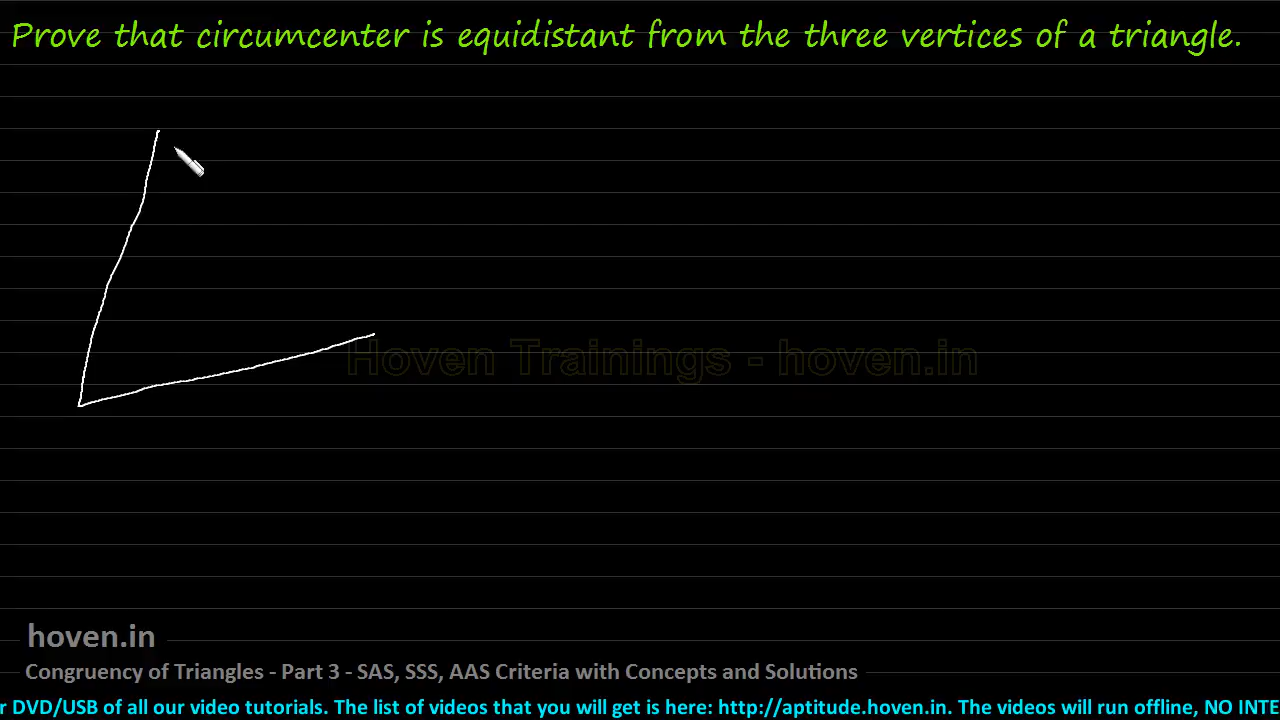 Prove that circumcenter is equidistant from the three vertices of a triangle.
Hoven Trainings - hoven.in
hoven.in
Congruency of Triangles - Part 3 - SAS, SSS, AAS Criteria with Concepts and Solutions
r DVD/USB of all our video tutorials. The list of videos that you will get is here: http://aptitude.hoven.in. The videos will run offline, NO INTE